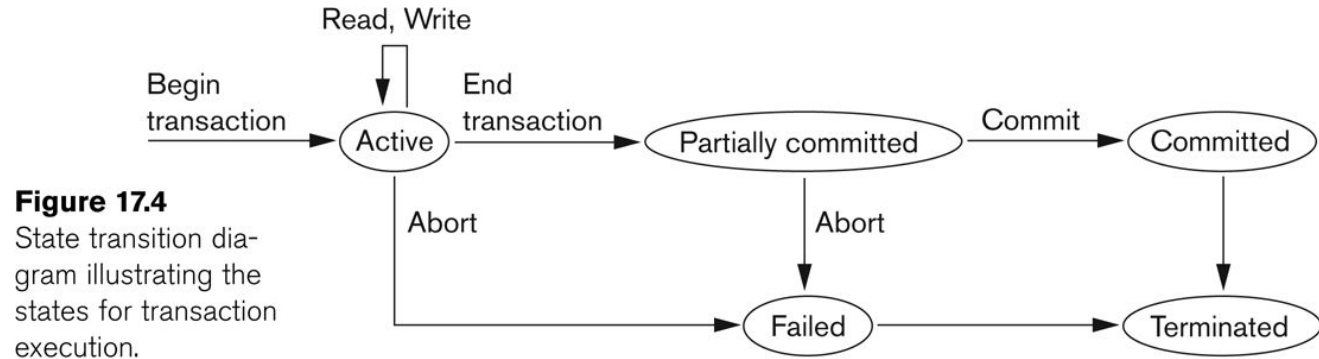 Read, Write
Begin
transaction
End
transaction
Active
Partially committed
Commit
Committed
Figure 17.4
State transition dia-
gram illustrating the
states for transaction
execution.
Abort
Abort
Failed
Terminated